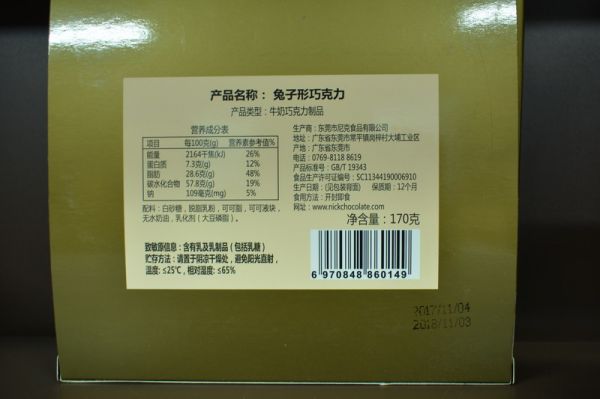 产品名称：兔子形巧克力
产品类型：牛奶巧克力制品
营养成分表
项目 每100克(g) 营养素参考值%
能量 2164千焦(kJ) 26%
蛋白质 7.3克(g) 12%
脂肪 28.6克(g) 48%
碳水化合物 57.8克(g) 19%
钠 109毫克(mg) 5%
配料：白砂糖，脱脂乳粉，可可脂，可可液块，
无水奶油，乳化剂（大豆磷脂）。
致敏原信息：含有乳及乳制品（包括乳糖）
贮存方法：请置于阴凉干燥处，避免阳光直射，
温度: ≤25℃, 相对湿度: ≤65%
生产商：东莞市尼克食品有限公司
地址：广东省东莞市常平镇岗梓村大埔工业区
产地：广东省东莞市
电话：0769-8118 8619
产品标准号：GB/T 19343
食品生产许可证编号：SC11344190006910
生产日期：(见包装背面) 保质期：12个月
食用方法：开封即食
网址：www.nickchocolate.com
净含量：170克
6 970848 860149
2017/11/04
2018/11/03